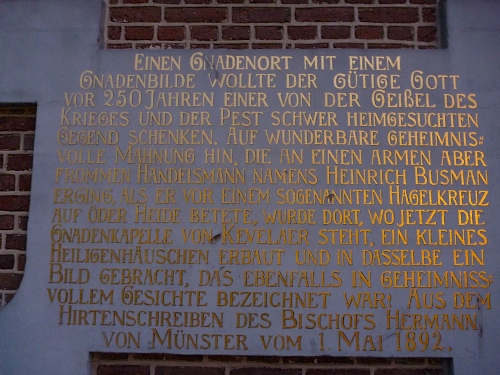 EINEN GNADENORT MIT EINEM
GNADENBILDE WOLLTE DER GÜTIGE GOTT
VOR 250 JAHREN EINER VON DER GEIßEL DES
KRIEGES UND DER PEST SCHWER HEIMGESUCHTEN
GEGEND SCHENKEN. AUF WUNDERBARE GEHEIMNIS-
VOLLE MAHNUNG HIN, DIE AN EINEN ARMEN ABER
FROMMEN HANDELSMANN NAMENS HEINRICH BUSMAN
ERGING, ALS ER VOR EINEM SOGENANNTEN HAGELKREUZ
AUF ÖDER HEIDE BETETE, WURDE DORT, WO JETZT DIE
GNADENKAPELLE VON KEVELAER STEHT, EIN KLEINES
HEILIGENHÄUSCHEN ERBAUT UND IN DASSELBE EIN
BILD GEBRACHT, DAS EBENFALLS IN GEHEIMNISS-
VOLLEM GESICHTE BEZEICHNET WAR! AUS DEM
HIRTENSCHREIBEN DES BISCHOFS HERMANN
VON MÜNSTER VOM 1. MAI 1892.